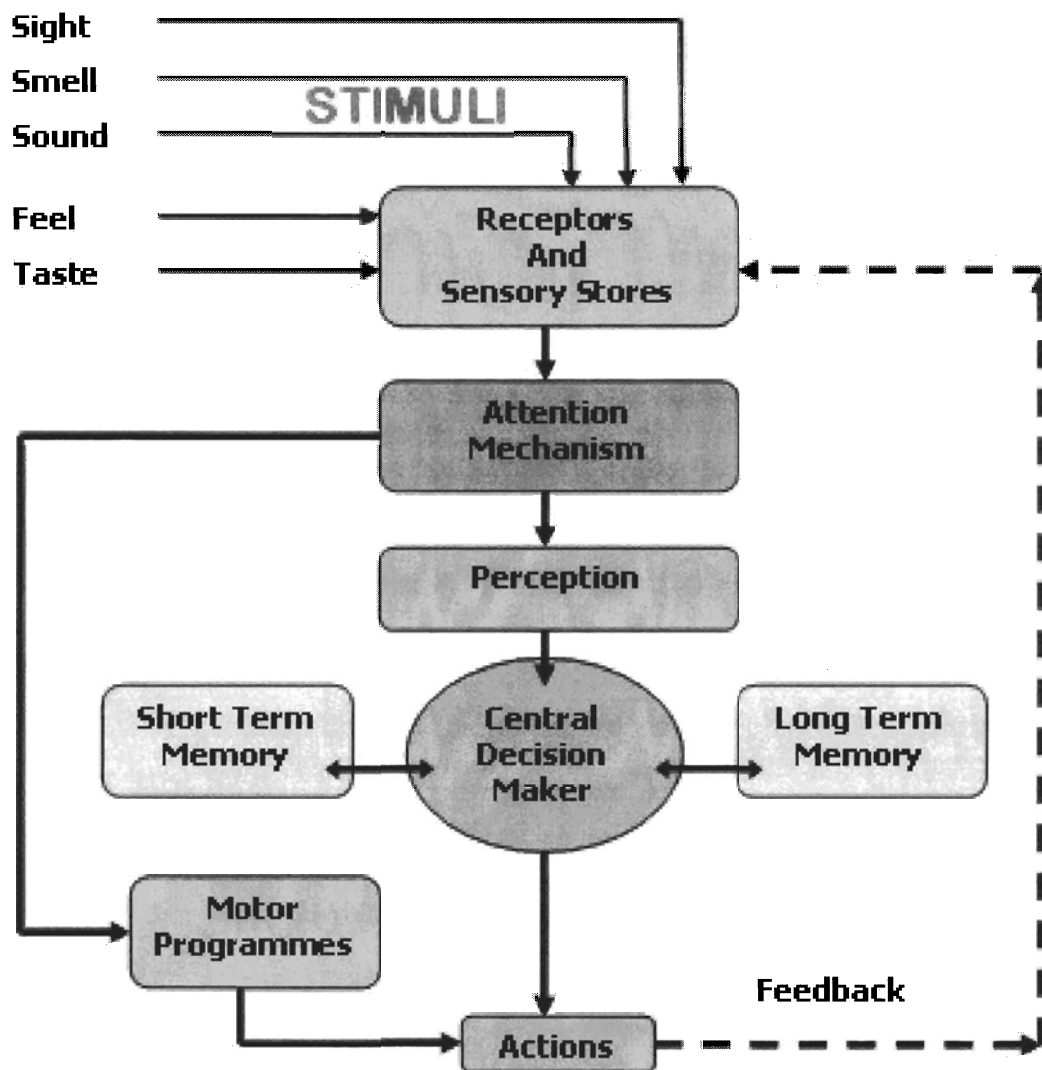 Sight
Smell
STIMULI
Sound
Feel
Taste
Receptors
And
Sensory Stores
Attention
Mechanism
Perception
Short Term
Memory
Central
Decision
Maker
Long Term
Memory
Motor
Programmes
Feedback
Actions